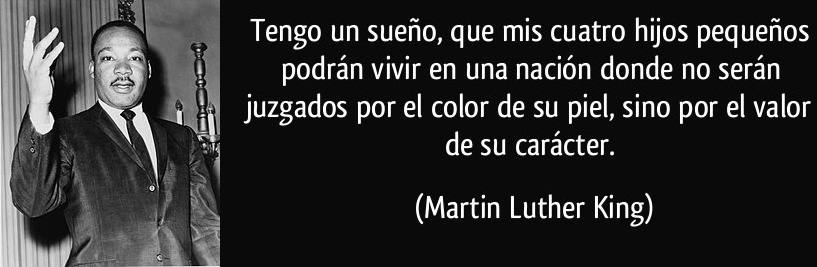 Tengo un sueño, que mis cuatro hijos pequeños
podrán vivir en una nación donde no serán
juzgados por el color de su piel, sino por el valor
de su carácter.
(Martin Luther King)